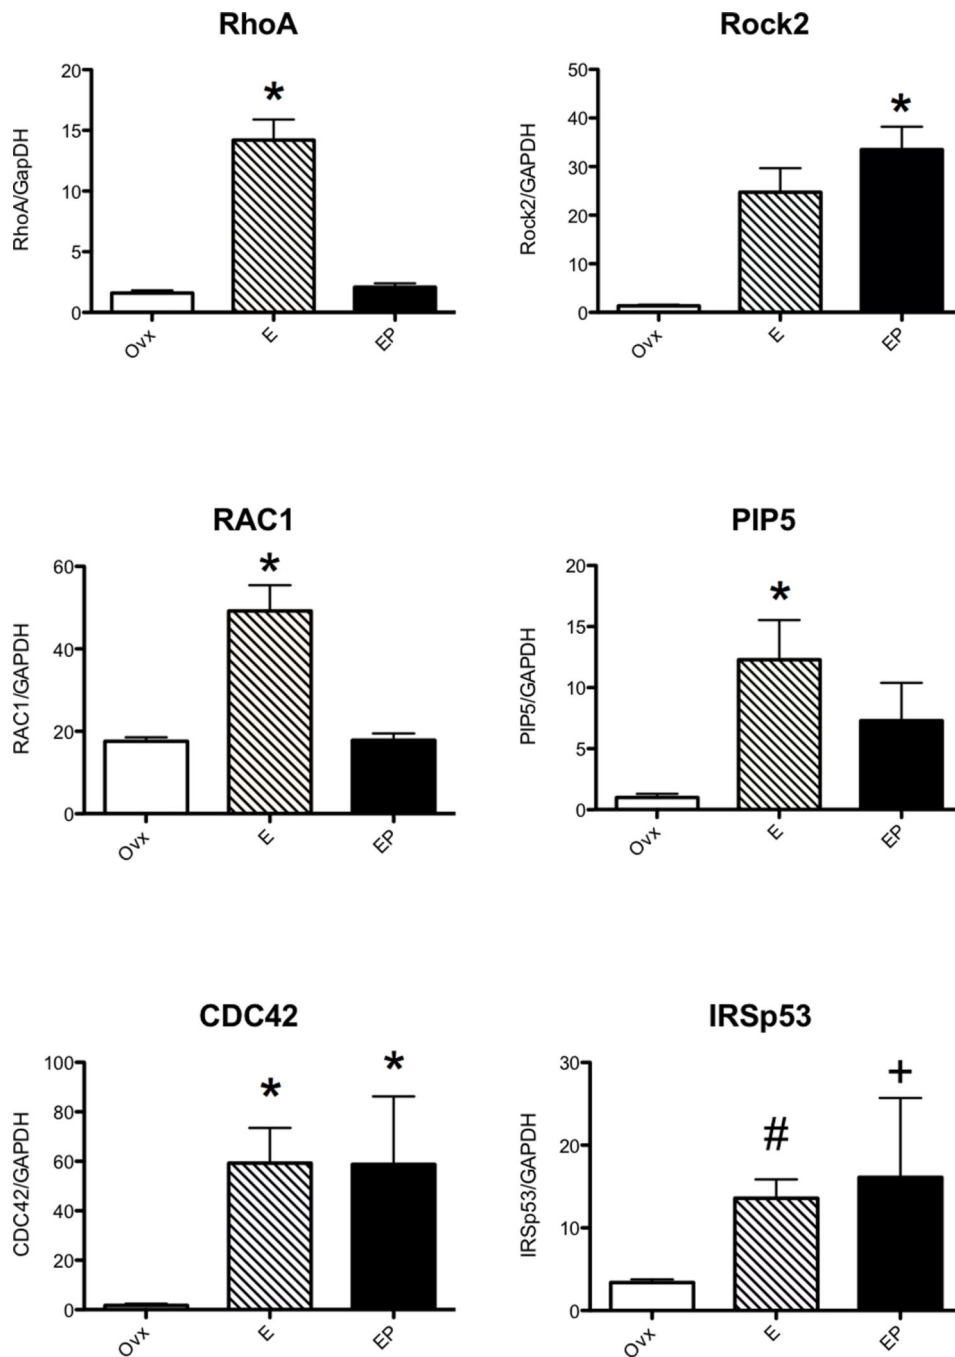 RhoA
RhoA/GapDH
20
15
10
5
0
Ovx
E
EP
*
Rock2
Rock2/GAPDH
50
40
30
20
10
0
Ovx
E
EP
*
RAC1
RAC1/GAPDH
60
40
20
0
Ovx
E
EP
*
PIP5
PIP5/GAPDH
20
15
10
5
0
Ovx
E
EP
*
CDC42
CDC42/GAPDH
100
80
60
40
20
0
Ovx
E
EP
*
*
IRSp53
IRSp53/GAPDH
30
20
10
0
Ovx
E
EP
#
+